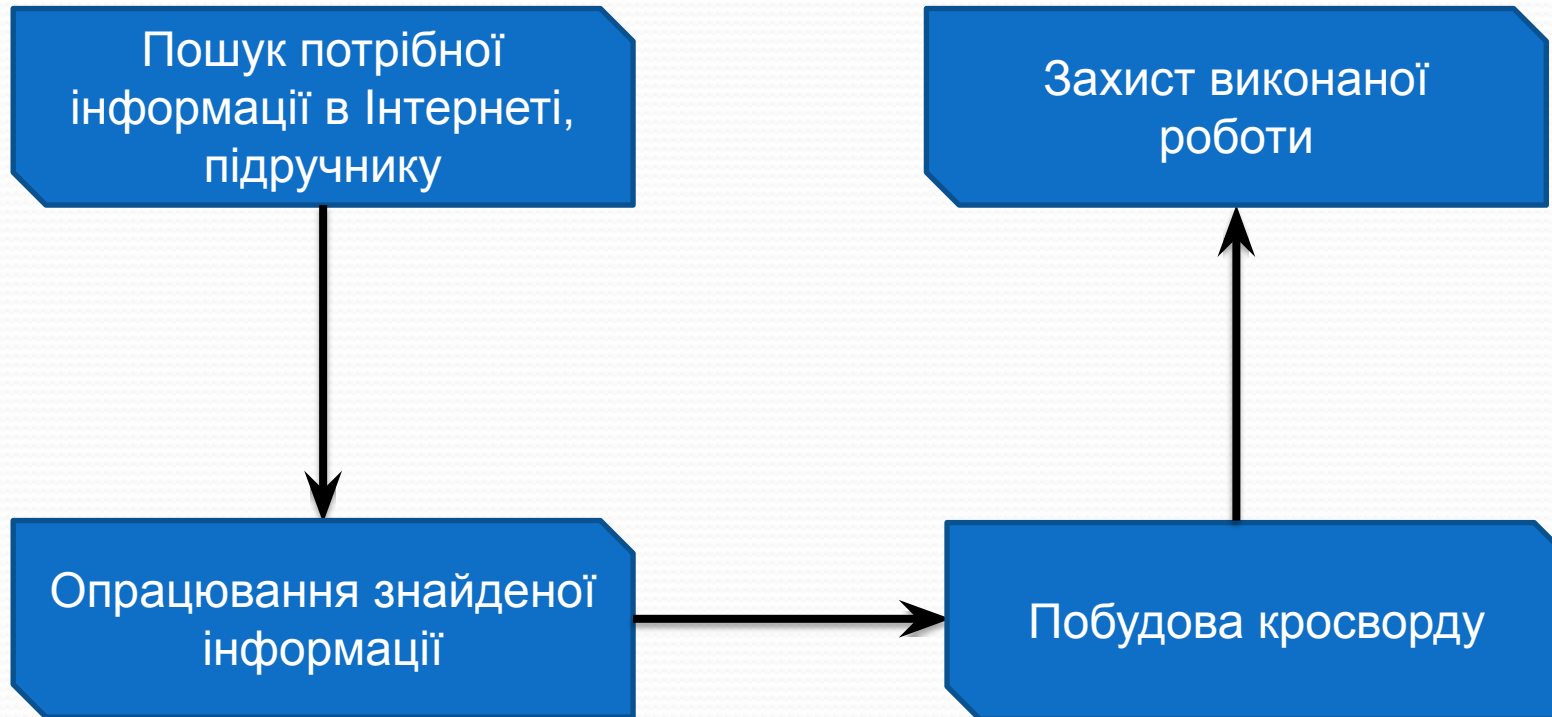 Пошук потрібної
інформації в Інтернеті,
підручнику
Опрацювання знайденої
інформації
Побудова кросворду
Захист виконаної
роботи